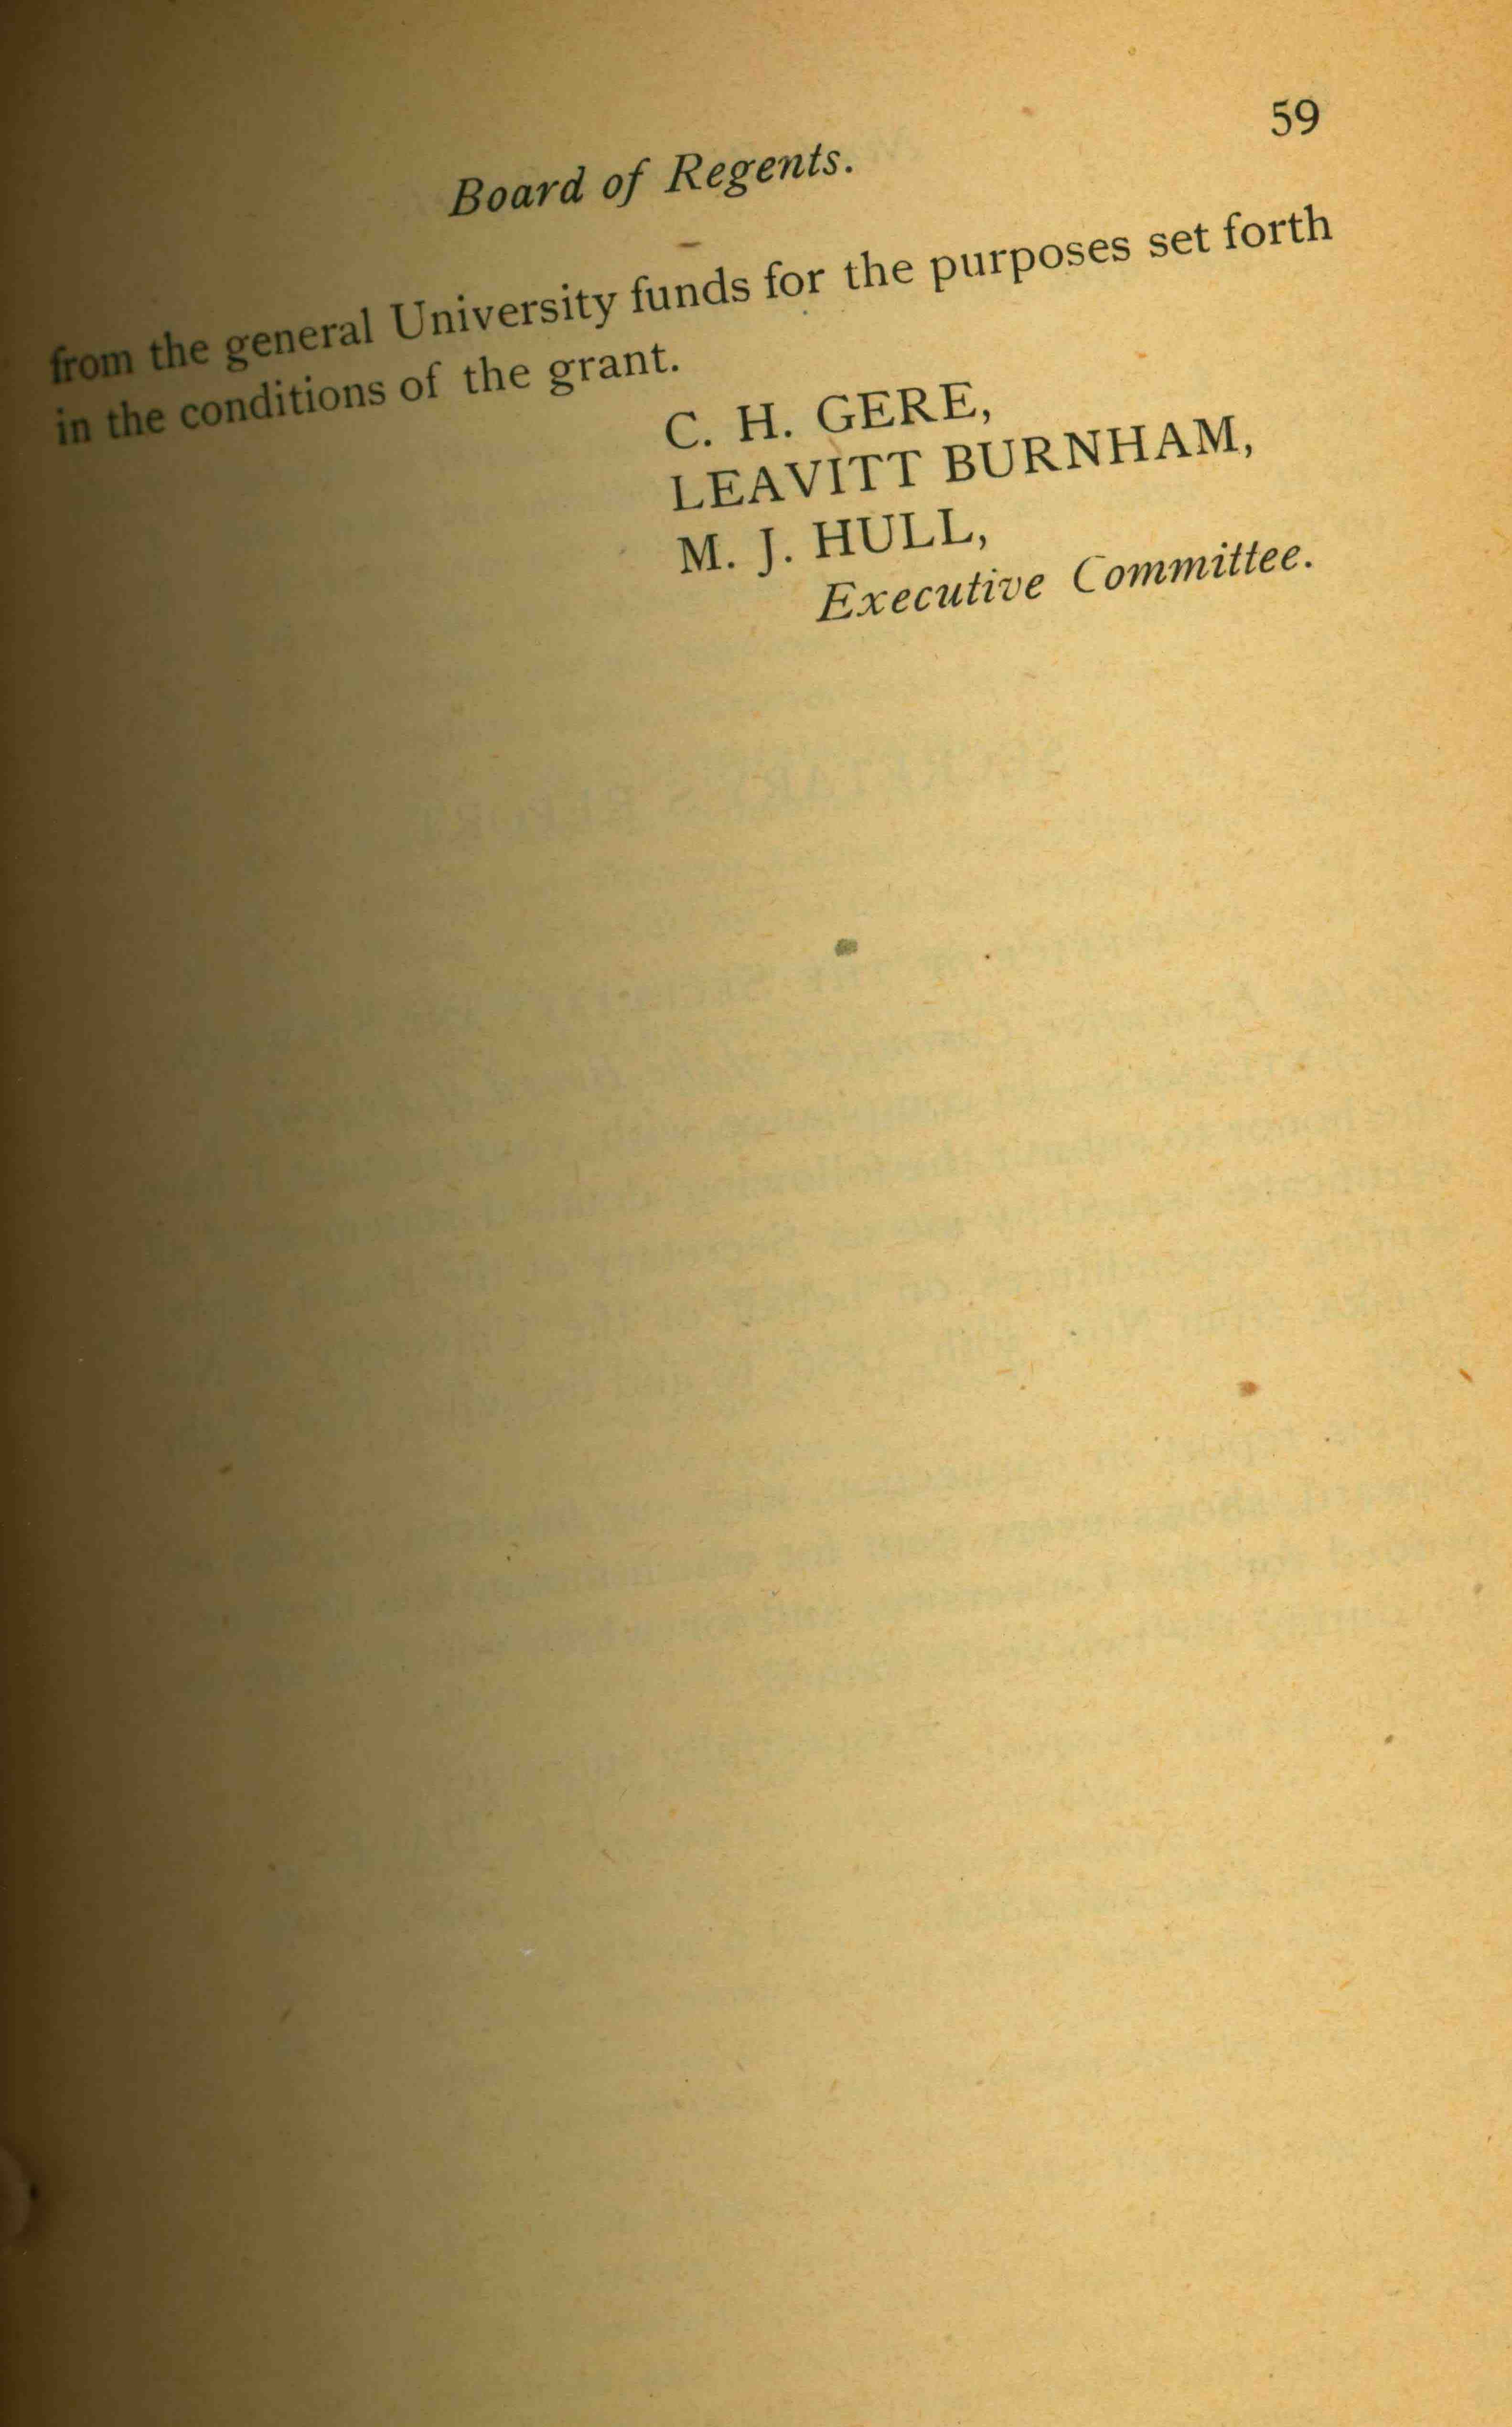 Board of Regents. 59
from the general University funds for the purposes set forth
in the conditions of the grant.
C. H. GERE,
LEAVITT BURNHAM,
M. J. HULL,
Executive Committee.